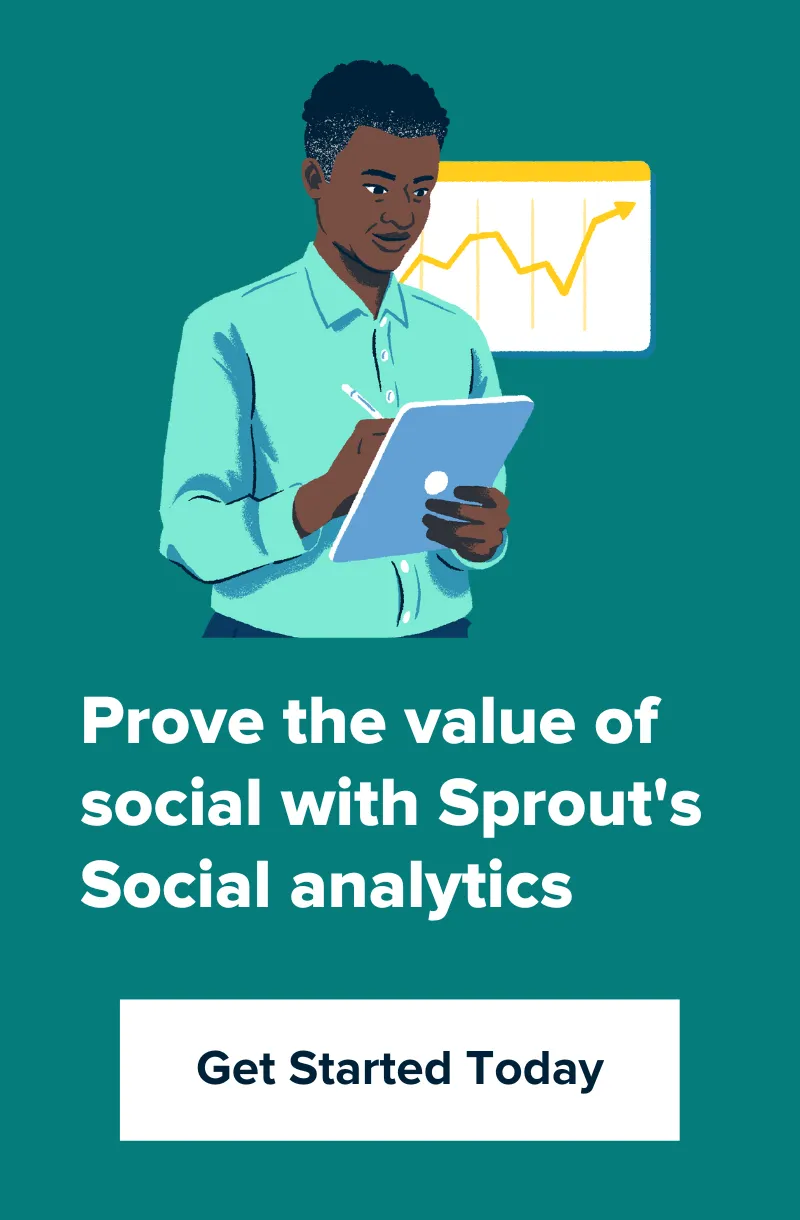 Prove the value of
social with Sprout's
Social analytics
Get Started Today